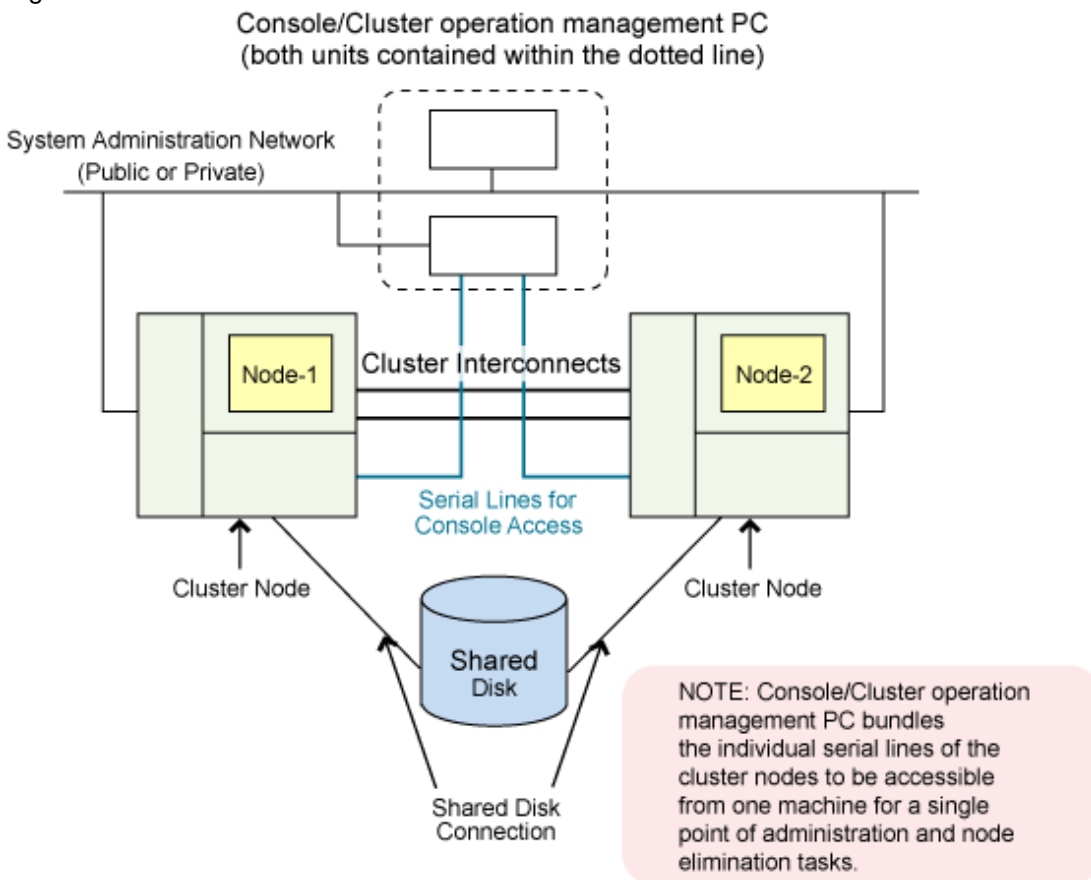 Console/Cluster operation management PC
(both units contained within the dotted line)
System Administration Network
(Public or Private)
Node-1
Cluster Interconnects
Node-2
Serial Lines for
Console Access
Cluster Node
Cluster Node
Shared
Disk
Shared Disk
Connection
NOTE: Console/Cluster operation
management PC bundles
the individual serial lines of the
cluster nodes to be accessible
from one machine for a single
point of administration and node
elimination tasks.